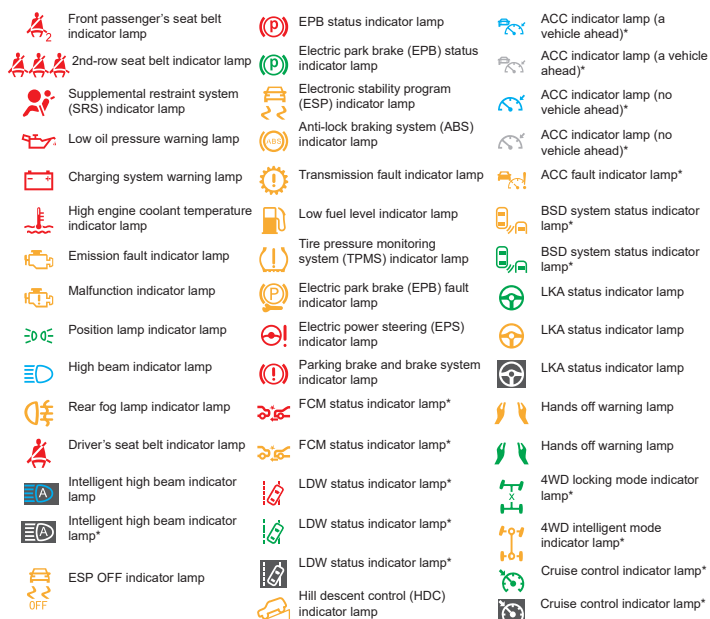 Front passenger's seat belt
indicator lamp
2
2nd-row seat belt indicator lamp
Supplemental restraint system
(SRS) indicator lamp
Low oil pressure warning lamp
Charging system warning lamp
High engine coolant temperature
indicator lamp
Emission fault indicator lamp
Malfunction indicator lamp
Position lamp indicator lamp
High beam indicator lamp
Rear fog lamp indicator lamp
Driver's seat belt indicator lamp
A
Intelligent high beam indicator
lamp
A
Intelligent high beam indicator
lamp*
ESP OFF indicator lamp
OFF
P
EPB status indicator lamp
P
Electric park brake (EPB) status
indicator lamp
Electronic stability program
(ESP) indicator lamp
ABS
Anti-lock braking system (ABS)
indicator lamp
Transmission fault indicator lamp
Low fuel level indicator lamp
Tire pressure monitoring
system (TPMS) indicator lamp
P
Electric park brake (EPB) fault
indicator lamp
Electric power steering (EPS)
indicator lamp
Parking brake and brake system
indicator lamp
FCM status indicator lamp*
FCM status indicator lamp*
LDW status indicator lamp*
LDW status indicator lamp*
LDW status indicator lamp*
Hill descent control (HDC)
indicator lamp
ACC indicator lamp (a
vehicle ahead)*
ACC indicator lamp (a vehicle
ahead)*
ACC indicator lamp (no
vehicle ahead)*
ACC indicator lamp (no
vehicle ahead)*
ACC fault indicator lamp*
BSD system status indicator
lamp*
BSD system status indicator
lamp*
LKA status indicator lamp
LKA status indicator lamp
LKA status indicator lamp
Hands off warning lamp
Hands off warning lamp
X
4WD locking mode indicator
lamp*
4WD intelligent mode
indicator lamp*
Cruise control indicator lamp*
Cruise control indicator lamp*